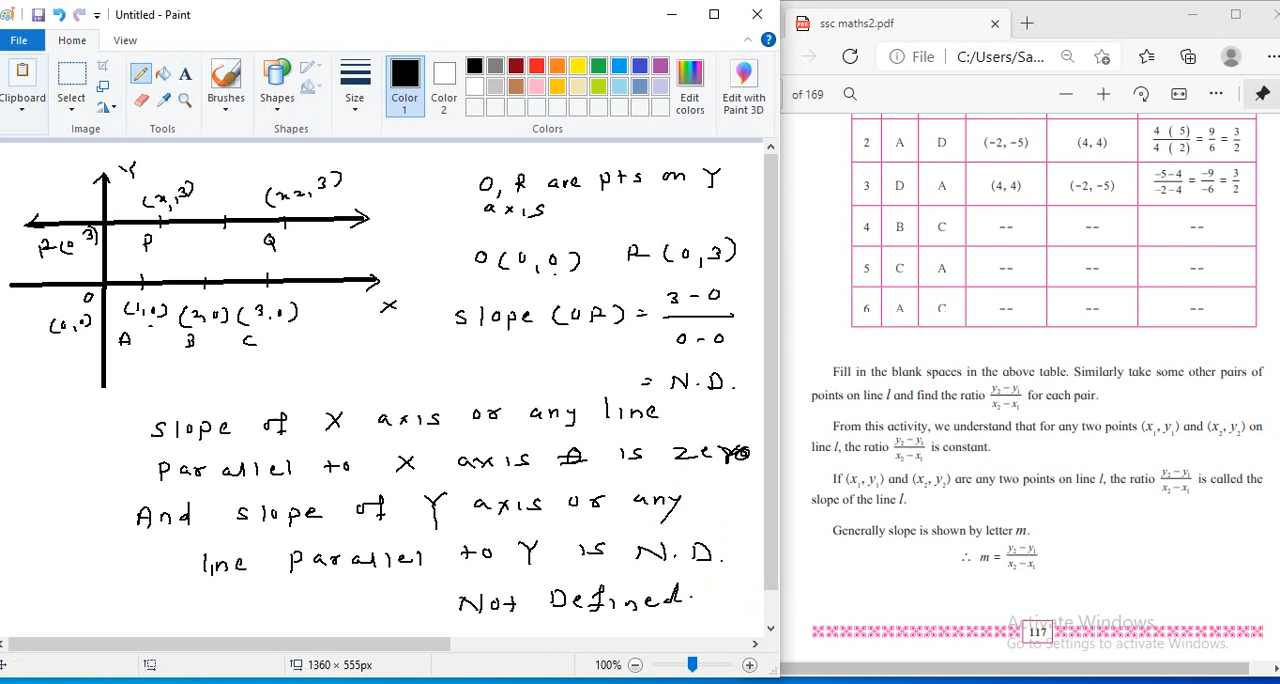 Untitled - Paint
File
Home
View
Clipboard
Select
Image
Tools
Brushes
Shapes
Shapes
Size
Color 1
Color 2
Edit colors
Edit with Paint 3D
Colors
Y
(x, 3)
(x2, 3)
R(0 3)
P
Q
O
(0,0)
(1,0)
(2,0)
(3,0)
X
A
B
C
O, R are pts on Y
axis
O(0,0) R(0,3)
slope (OR) = 3-0 / 0-0
= N.D.
slope of X axis or any line
parallel to X axis is zero
And slope of Y axis or any
line parallel to Y is N.D.
Not Defined.
1360 × 555px
100%
ssc maths2.pdf
File
C:/Users/Sa...
of 169
2 A D (-2, -5) (4, 4) 4 ( 5) / 4 ( 2) = 9/6 = 3/2
3 D A (4, 4) (-2, -5) -5-4 / -2-4 = -9/-6 = 3/2
4 B C -- -- --
5 C A -- -- --
6 A C -- -- --
Fill in the blank spaces in the above table. Similarly take some other pairs of
points on line l and find the ratio y₂ – y₁ / x₂ – x₁ for each pair.
From this activity, we understand that for any two points (x₁, y₁) and (x₂, y₂) on
line l, the ratio y₂ – y₁ / x₂ – x₁ is constant.
If (x₁, y₁) and (x₂, y₂) are any two points on line l, the ratio y₂ – y₁ / x₂ – x₁ is called the
slope of the line l.
Generally slope is shown by letter m.
∴ m = y₂ – y₁ / x₂ – x₁
117
Activate Windows
Go to Settings to activate Windows.